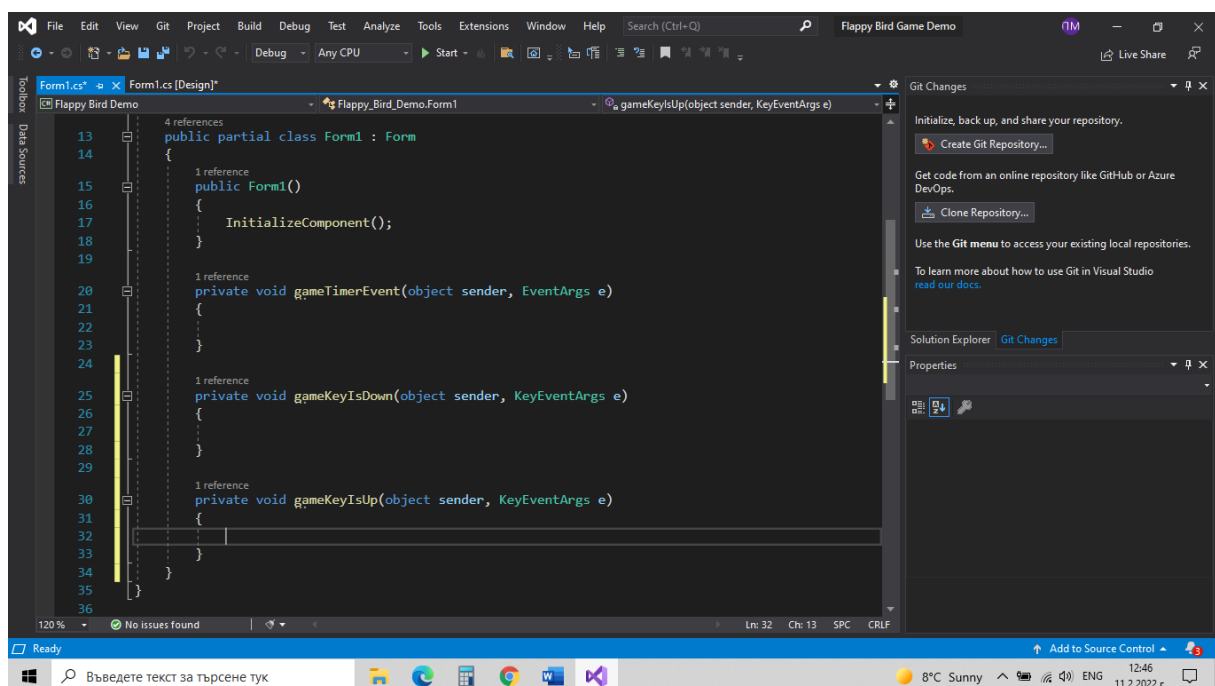 File Edit View Git Project Build Debug Test Analyze Tools Extensions Window Help Search (Ctrl+Q) Flappy Bird Game Demo
Debug Any CPU Start Live Share
Toolbox
Data Sources
Form1.cs* Form1.cs [Design]*
Flappy Bird Demo Flappy_Bird_Demo.Form1 gameKeyIsUp(object sender, KeyEventArgs e)
4 references
13 public partial class Form1 : Form
14 {
1 reference
15 public Form1()
16 {
17 InitializeComponent();
18 }
19
1 reference
20 private void gameTimerEvent(object sender, EventArgs e)
21 {
22
23 }
24
1 reference
25 private void gameKeyIsDown(object sender, KeyEventArgs e)
26 {
27
28 }
29
1 reference
30 private void gameKeyIsUp(object sender, KeyEventArgs e)
31 {
32
33 }
34 }
35 }
36
120 % No issues found Ln: 32 Ch: 13 SPC CRLF
Git Changes
Initialize, back up, and share your repository.
Create Git Repository...
Get code from an online repository like GitHub or Azure
DevOps.
Clone Repository...
Use the Git menu to access your existing local repositories.
To learn more about how to use Git in Visual Studio
read our docs.
Solution Explorer Git Changes
Properties
Ready Add to Source Control 3
Въведете текст за търсене тук 8°C Sunny ENG 12:46
11.2.2022 г.